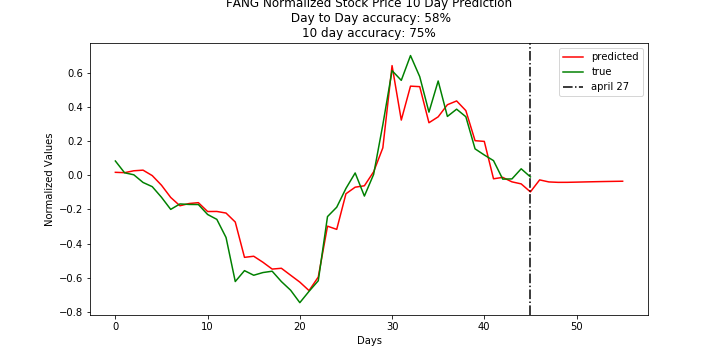 FANG Normalized Stock Price 10 Day Prediction
Day to Day accuracy: 58%
10 day accuracy: 75%
predicted
true
april 27
Normalized Values
0.6
0.4
0.2
0.0
−0.2
−0.4
−0.6
−0.8
0 10 20 30 40 50
Days